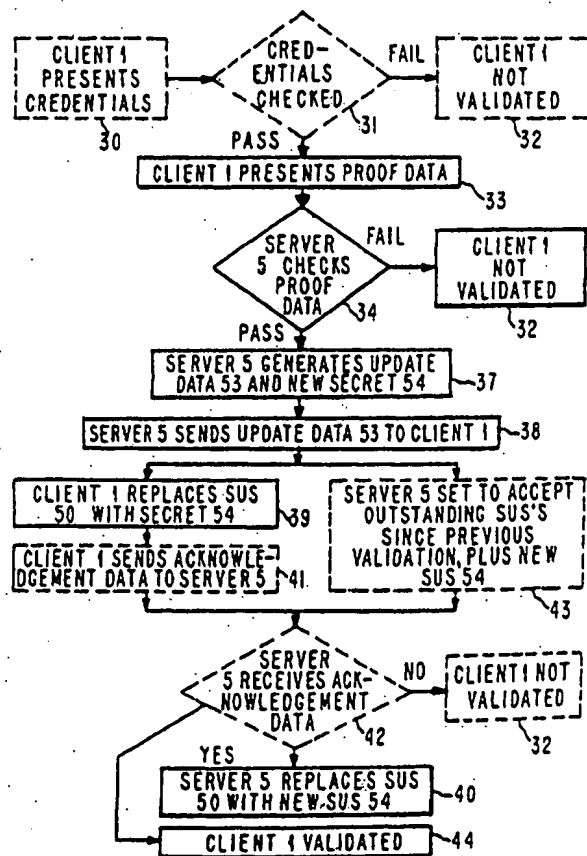 CLIENT 1
PRESENTS
CREDENTIALS
30
CRED-
ENTIALS
CHECKED
31
FAIL
CLIENT 1
NOT
VALIDATED
32
PASS
CLIENT 1 PRESENTS PROOF DATA
33
SERVER
5 CHECKS
PROOF
DATA
34
FAIL
CLIENT 1
NOT
VALIDATED
32
PASS
SERVER 5 GENERATES UPDATE
DATA 53 AND NEW SECRET 54
37
SERVER 5 SENDS UPDATE DATA 53 TO CLIENT 1
38
CLIENT 1 REPLACES SUS
50 WITH SECRET 54
39
CLIENT 1 SENDS ACKNOWLE-
DGEMENT DATA TO SERVER 5
41
SERVER 5 SET TO ACCEPT
OUTSTANDING SUS'S
SINCE PREVIOUS
VALIDATION, PLUS NEW
SUS 54
43
SERVER
5 RECEIVES ACK-
NOWLEDGEMENT
DATA
42
NO
CLIENT 1 NOT
VALIDATED
32
YES
SERVER 5 REPLACES SUS
50 WITH NEW SUS 54
40
CLIENT 1 VALIDATED
44